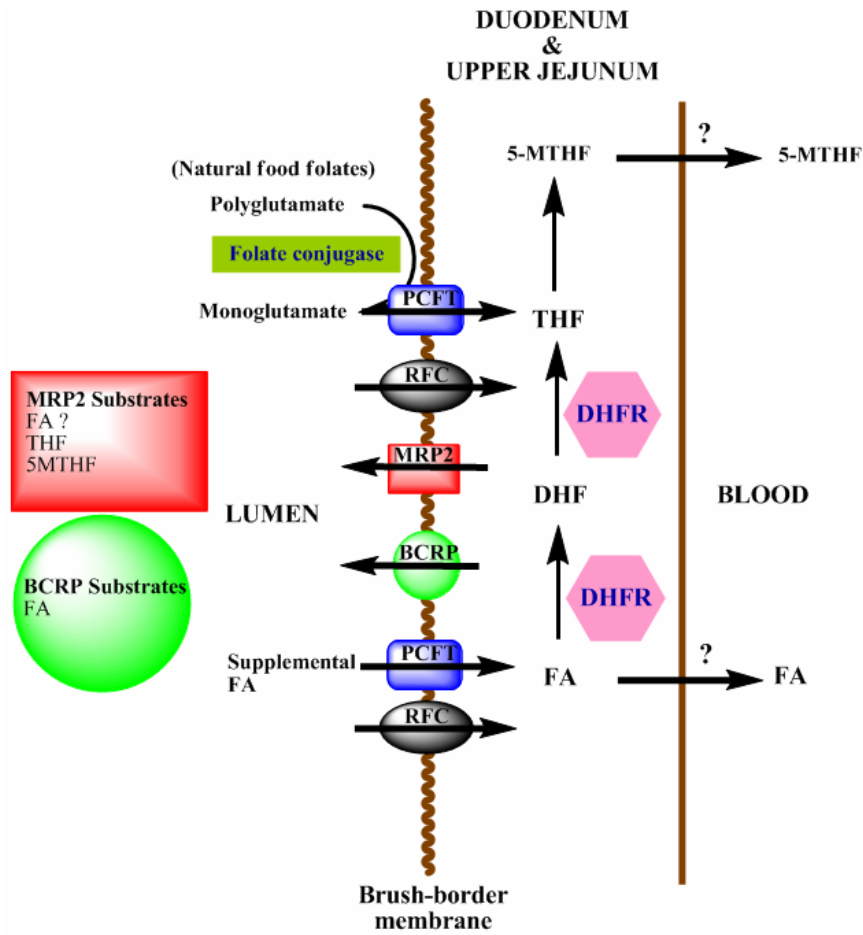 DUODENUM
&
UPPER JEJUNUM
?
5-MTHF
5-MTHF
(Natural food folates)
Polyglutamate
Folate conjugase
PCFT
Monoglutamate
THF
RFC
MRP2 Substrates
FA ?
THF
5MTHF
DHFR
MRP2
LUMEN
DHF
BLOOD
BCRP
BCRP Substrates
FA
DHFR
Supplemental
FA
PCFT
FA
?
FA
RFC
Brush-border
membrane